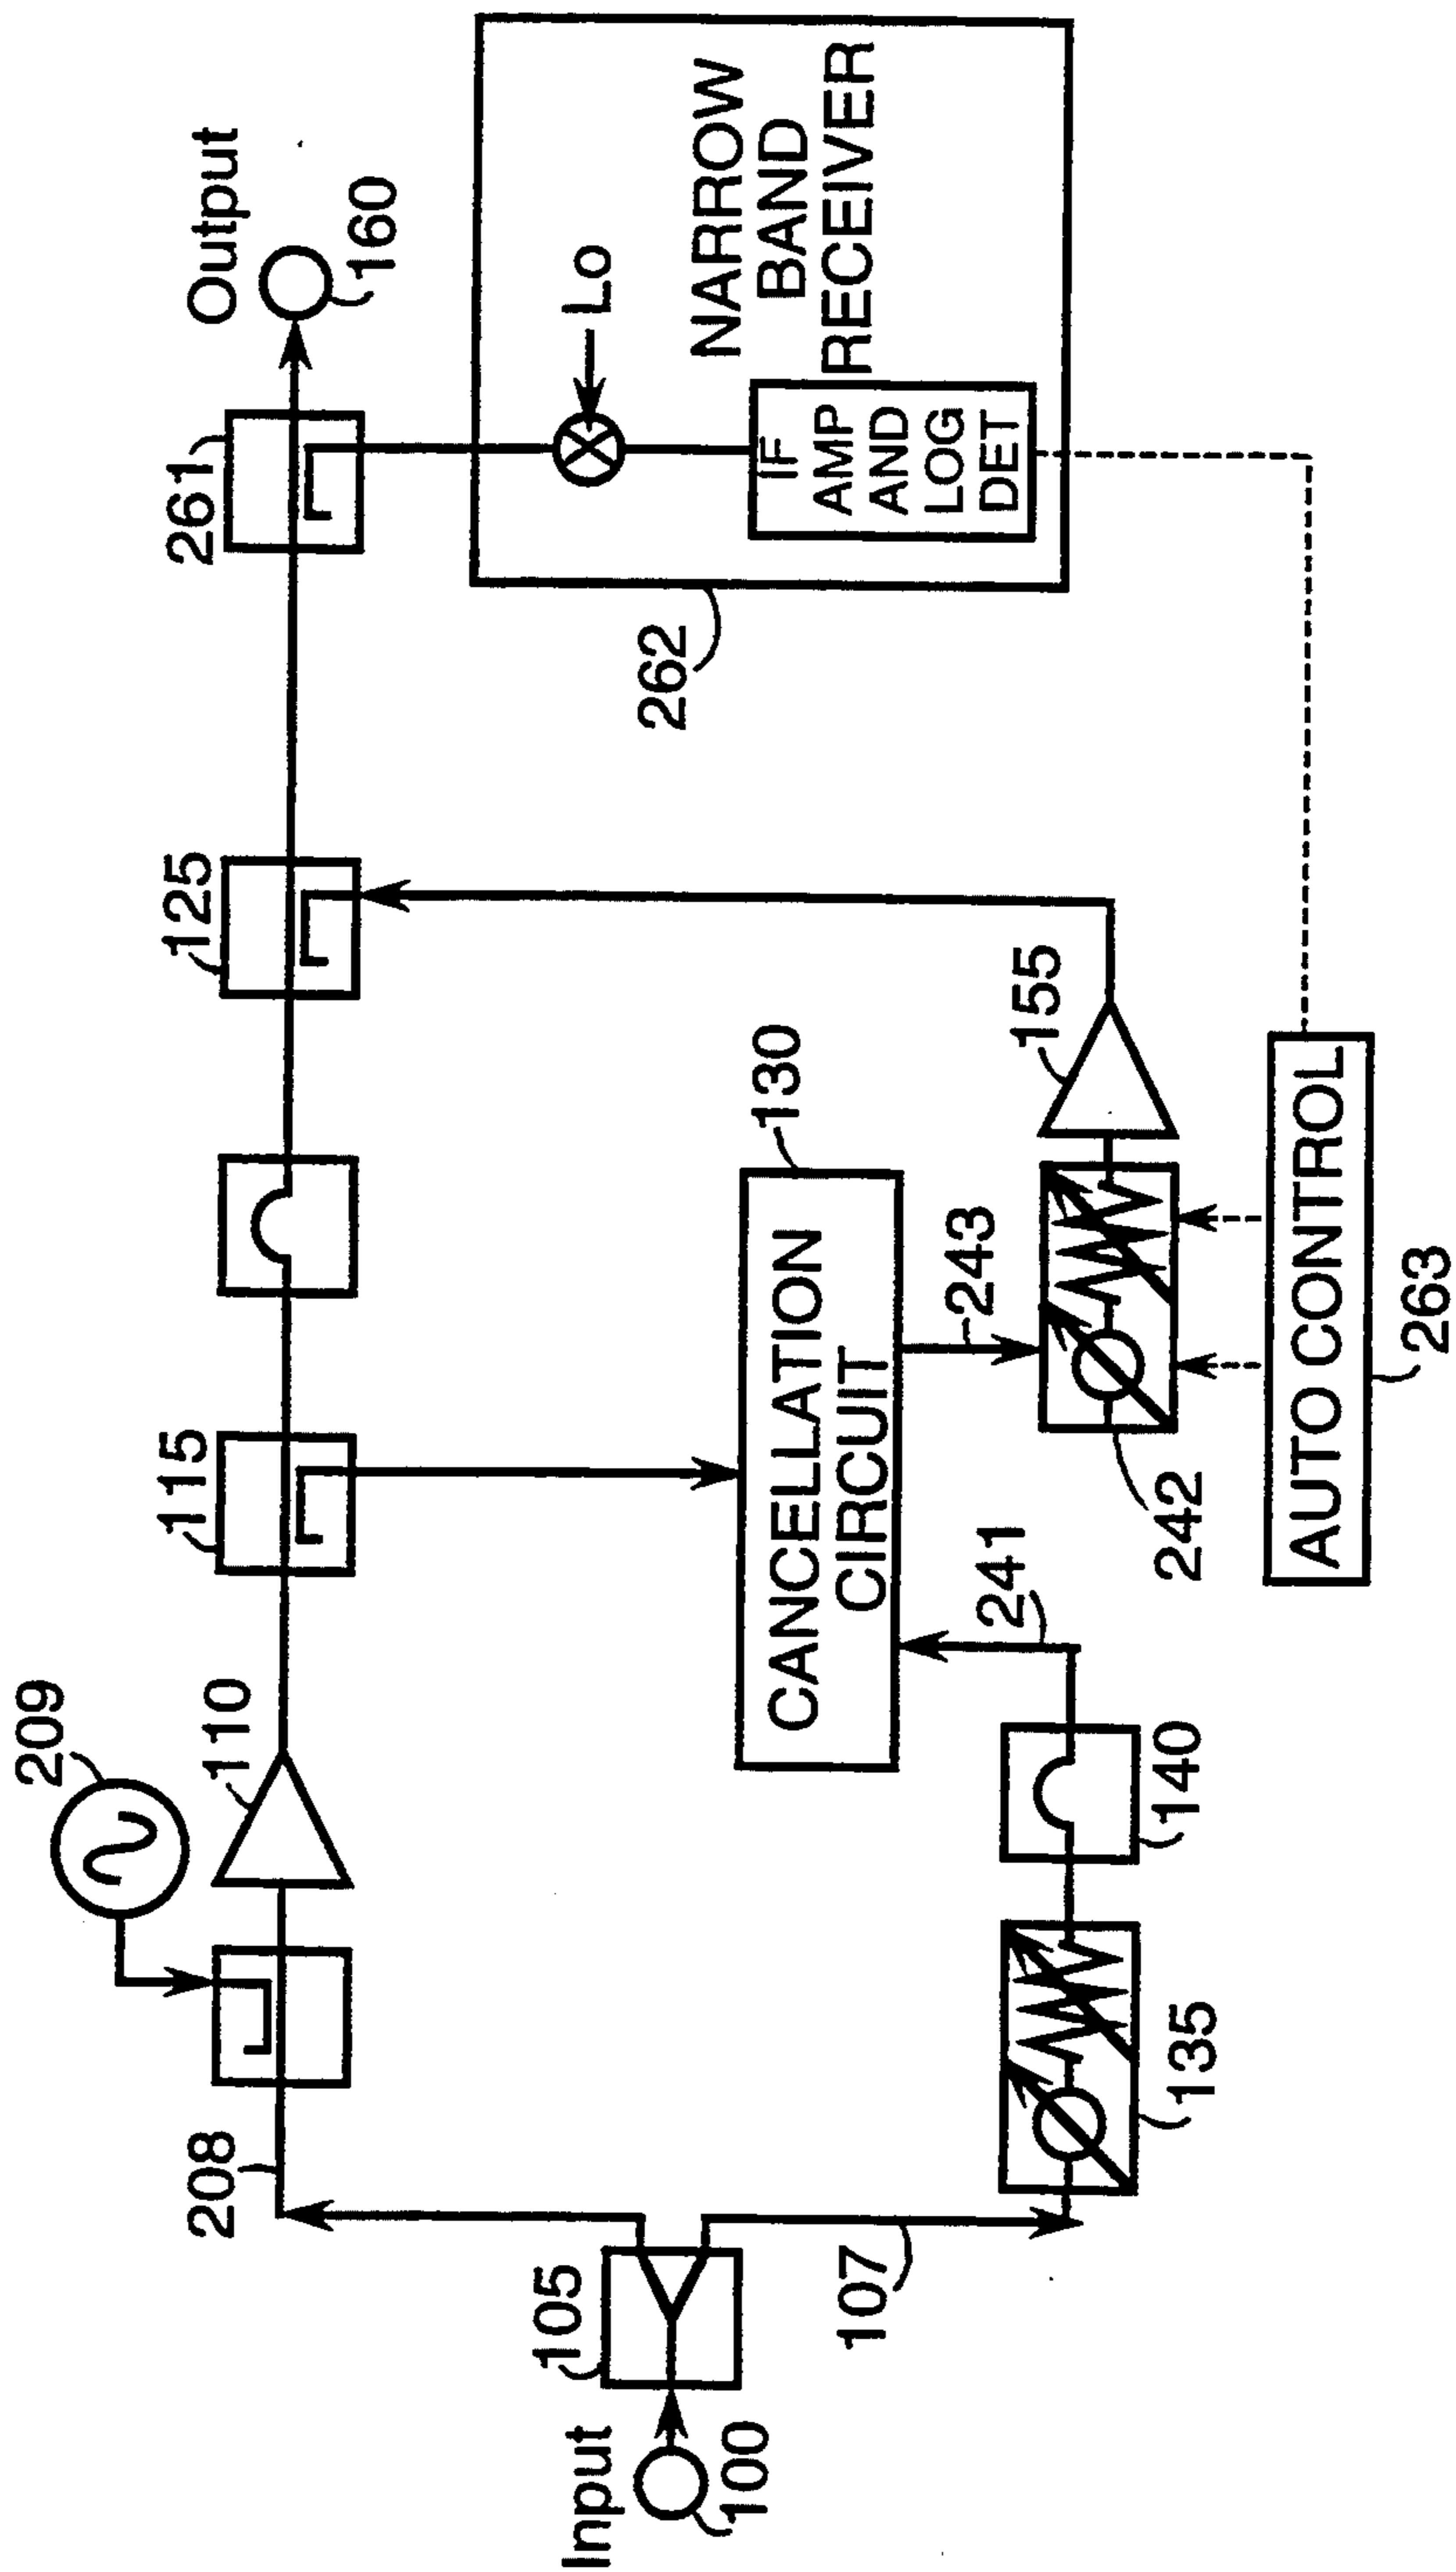 Input
100
105
107
208
209
110
115
125
261
Output
160
135
140
241
CANCELLATION
CIRCUIT
130
243
242
155
AUTO CONTROL
263
262
Lo
NARROW
BAND
RECEIVER
IF
AMP
AND
LOG
DET